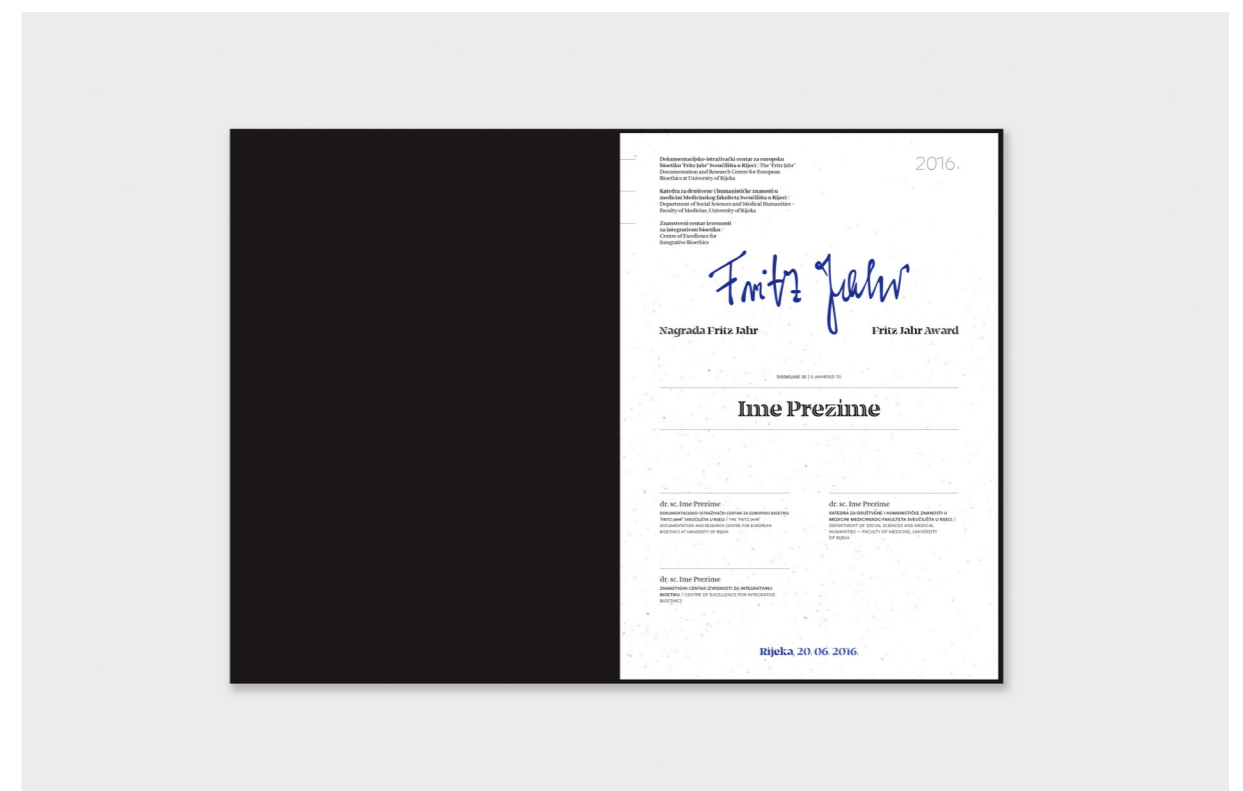 Dokumentacijsko-istraživački centar za europsku
bioetiku 'Fritz Jahr' Sveučilišta u Rijeci / The 'Fritz Jahr'
Documentation and Research Centre for European
Bioethics at University of Rijeka
2016.
Katedra za društvene i humanističke znanosti u
medicini Medicinskog fakulteta Sveučilišta u Rijeci /
Department of Social Sciences and Medical Humanities –
Faculty of Medicine, University of Rijeka
Znanstveni centar izvrsnosti
za integrativnu bioetiku /
Centre of Excellence for
Integrative Bioethics
Fritz Jahr
Nagrada Fritz Jahr
Fritz Jahr Award
DODJELJUJE SE | IS AWARDED TO
Ime Prezime
dr. sc. Ime Prezime
DOKUMENTACIJSKO-ISTRAŽIVAČKI CENTAR ZA EUROPSKU BIOETIKU
'FRITZ JAHR' SVEUČILIŠTA U RIJECI / THE 'FRITZ JAHR'
DOCUMENTATION AND RESEARCH CENTRE FOR EUROPEAN
BIOETHICS AT UNIVERSITY OF RIJEKA
dr. sc. Ime Prezime
KATEDRA ZA DRUŠTVENE I HUMANISTIČKE ZNANOSTI U
MEDICINI MEDICINSKOG FAKULTETA SVEUČILIŠTA U RIJECI /
DEPARTMENT OF SOCIAL SCIENCES AND MEDICAL
HUMANITIES – FACULTY OF MEDICINE, UNIVERSITY
OF RIJEKA
dr. sc. Ime Prezime
ZNANSTVENI CENTAR IZVRSNOSTI ZA INTEGRATIVNU
BIOETIKU / CENTRE OF EXCELLENCE FOR INTEGRATIVE
BIOETHICS
Rijeka, 20. 06. 2016.